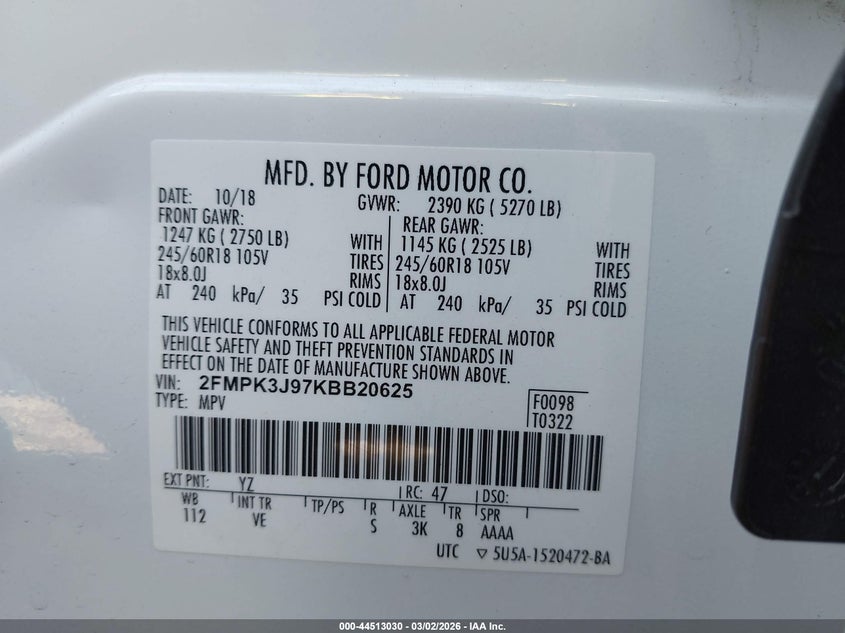 MFD. BY FORD MOTOR CO.
DATE: 10/18 GVWR: 2390 KG ( 5270 LB)
FRONT GAWR: REAR GAWR:
1247 KG ( 2750 LB) WITH 1145 KG ( 2525 LB) WITH
245/60R18 105V TIRES 245/60R18 105V TIRES
18x8.0J RIMS 18x8.0J RIMS
AT 240 kPa/ 35 PSI COLD AT 240 kPa/ 35 PSI COLD
THIS VEHICLE CONFORMS TO ALL APPLICABLE FEDERAL MOTOR
VEHICLE SAFETY AND THEFT PREVENTION STANDARDS IN
EFFECT ON THE DATE OF MANUFACTURE SHOWN ABOVE.
VIN: 2FMPK3J97KBB20625 F0098
TYPE: MPV T0322
EXT PNT: YZ RC: 47 DSO:
WB INT TR TP/PS R AXLE TR SPR
112 VE S 3K 8 AAAA
UTC ▽ 5U5A-1520472-BA
000-44513030 - 03/02/2026 - IAA Inc.